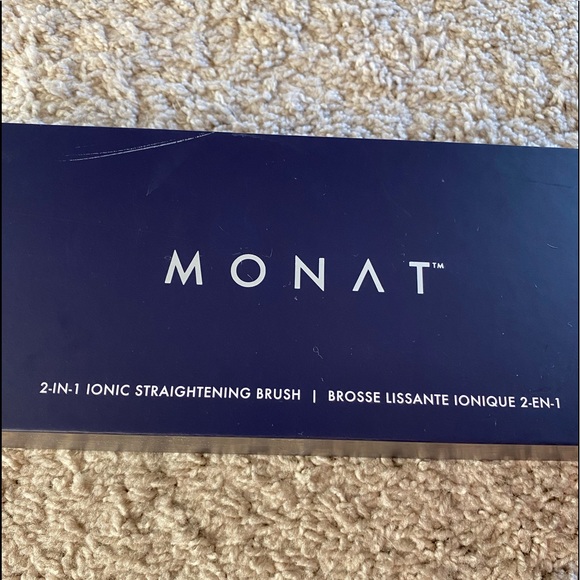 MONAT™
2-IN-1 IONIC STRAIGHTENING BRUSH | BROSSE LISSANTE IONIQUE 2-EN-1